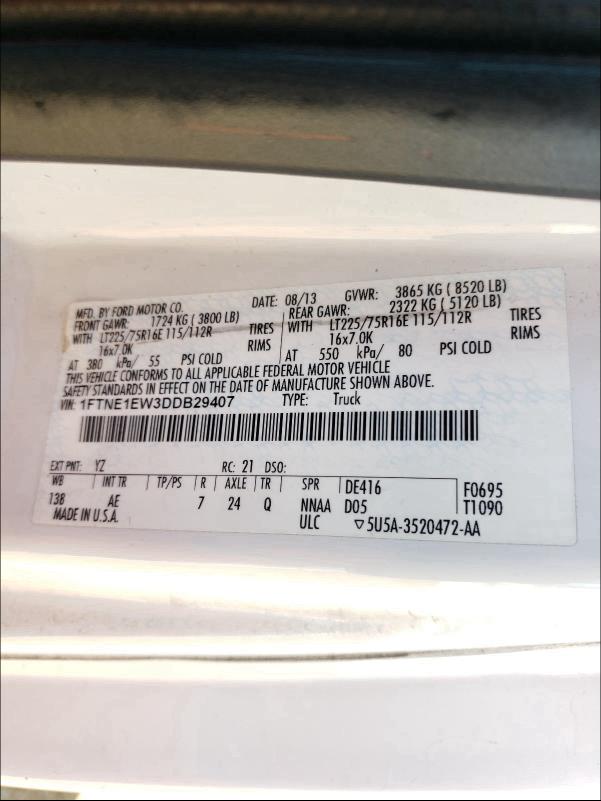 MFD. BY FORD MOTOR CO. DATE: 08/13 GVWR: 3865 KG ( 8520 LB)
FRONT GAWR: 1724 KG ( 3800 LB) REAR GAWR: 2322 KG ( 5120 LB)
WITH LT225/75R16E 115/112R TIRES WITH LT225/75R16E 115/112R TIRES
16x7.0K RIMS 16x7.0K RIMS
AT 380 kPa/ 55 PSI COLD AT 550 kPa/ 80 PSI COLD
THIS VEHICLE CONFORMS TO ALL APPLICABLE FEDERAL MOTOR VEHICLE
SAFETY STANDARDS IN EFFECT ON THE DATE OF MANUFACTURE SHOWN ABOVE.
VIN: 1FTNE1EW3DDB29407 TYPE: Truck
EXT PNT: YZ RC: 21 DSO:
WB INT TR TP/PS R AXLE TR SPR DE416 F0695
138 AE 7 24 Q NNAA D05 T1090
MADE IN U.S.A. ULC ▽5U5A-3520472-AA